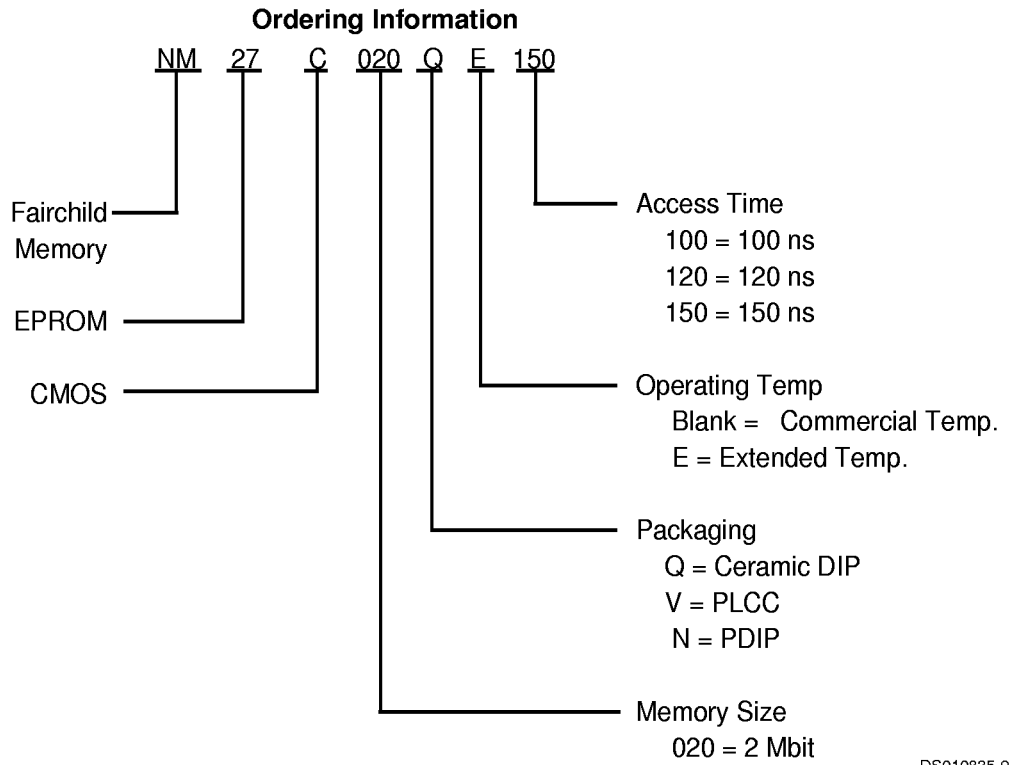 Ordering Information
NM 27 C 020 Q E 150
Fairchild
Memory
EPROM
CMOS
Access Time
100 = 100 ns
120 = 120 ns
150 = 150 ns
Operating Temp
Blank = Commercial Temp.
E = Extended Temp.
Packaging
Q = Ceramic DIP
V = PLCC
N = PDIP
Memory Size
020 = 2 Mbit